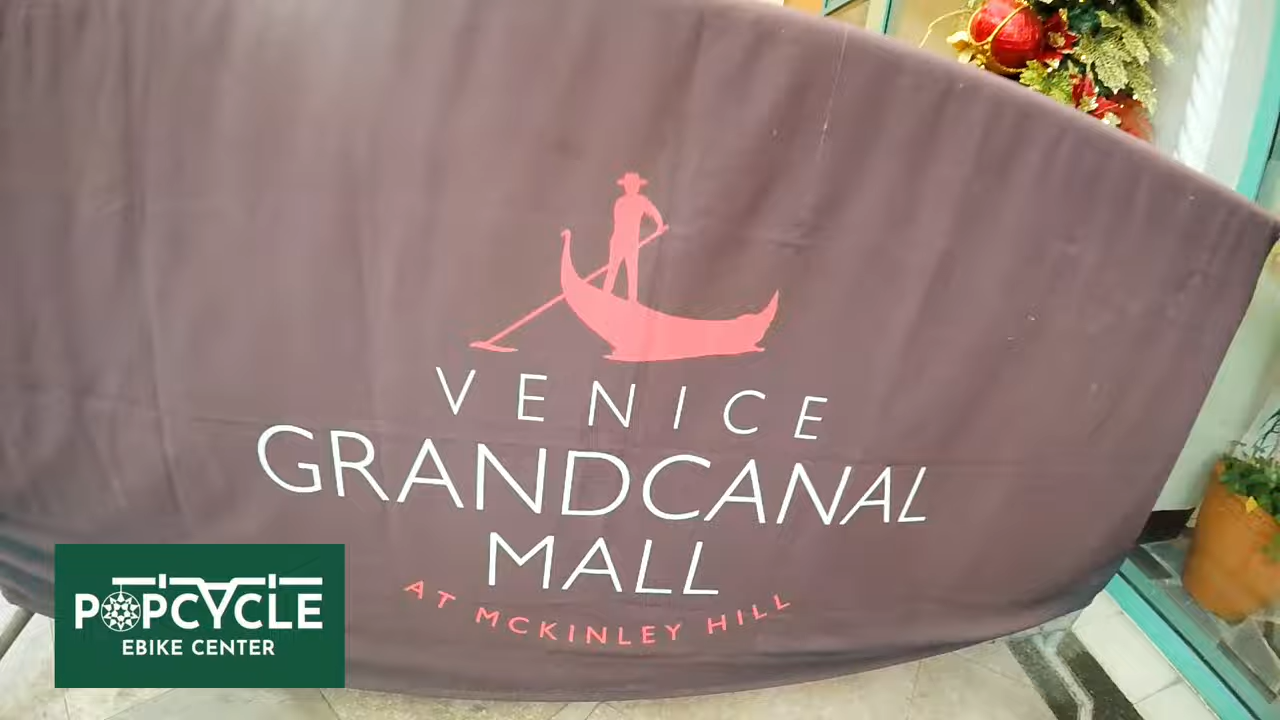 VENICE
GRANDCANAL
MALL
AT MCKINLEY HILL
POPCYCLE
EBIKE CENTER